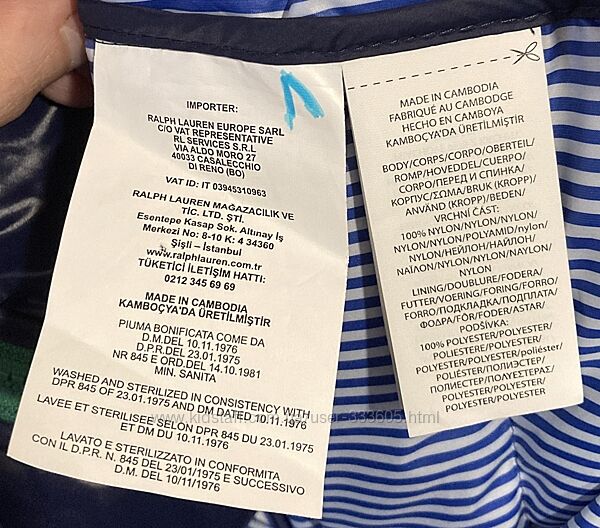 IMPORTER:
RALPH LAUREN EUROPE SARL
C/O VAT REPRESENTATIVE
RL SERVICES S.R.L
VIA ALDO MORO 27
40033 CASALECCHIO
DI RENO (BO)
VAT ID: IT 03945310963
RALPH LAUREN MAĞAZACILIK VE
TİC. LTD. ŞTİ.
Esentepe Kasap Sok. Altınay İş
Merkezi No: 8-10 K: 4 34360
Şişli – İstanbul
www.ralphlauren.com.tr
TÜKETİCİ İLETİŞİM HATTI:
0212 345 69 69
MADE IN CAMBODIA
KAMBOÇYA'DA ÜRETİLMİŞTİR
PIUMA BONIFICATA COME DA
D.M.DEL 10.11.1976
D.P.R.DEL 23.01.1975
NR 845 E ORD.DEL 14.10.1981
MIN. SANITA
WASHED AND STERILIZED IN CONSISTENCY WITH
DPR 845 OF 23.01.1975 AND DM DATED 10.11.1976
LAVEE ET STERILISEE SELON DPR 845 DU 23.01.1975
ET DM DU 10.11.1976
LAVATO E STERILIZZATO IN CONFORMITA
CON IL D.P.R. N. 845 DEL 23/01/1975 E SUCCESSIVO
D.M. DEL 10/11/1976
MADE IN CAMBODIA
FABRIQUÉ AU CAMBODGE
HECHO EN CAMBOYA
KAMBOÇYA'DA ÜRETİLMİŞTİR
BODY/CORPS/CORPO/OBERTEIL/
ROMP/HOVEDDEL/CUERPO/
CORPO/ПЕРЕД И СПИНКА/
КОРПУС/ΣΩΜΑ/BRUK (KROPP)/
ANVÄND (KROPP)/BEDEN/
VRCHNÍ ČÁST:
100% NYLON/NYLON/NYLON/
NYLON/NYLON/POLYAMID/nylon/
NYLON/НЕЙЛОН/НАЙЛОН/
ΝΑΪΛΟΝ/NYLON/NYLON/NAYLON/
NYLON
LINING/DOUBLURE/FODERA/
FUTTER/VOERING/FORING/FORRO/
FORRO/ПОДКЛАДКА/ПОДПЛАТА/
ΦΟΔΡΑ/FÔR/FODER/ASTAR/
PODŠÍVKA:
100% POLYESTER/POLYESTER/
POLIESTERE/POLYESTER/
POLYESTER/POLYESTER/poliéster/
POLIÉSTER/ПОЛИЭСТЕР/
ПОЛИЕСТЕР/ΠΟΛΥΕΣΤΕΡΑΣ/
POLYESTER/POLYESTER/
POLYESTER/POLYESTER